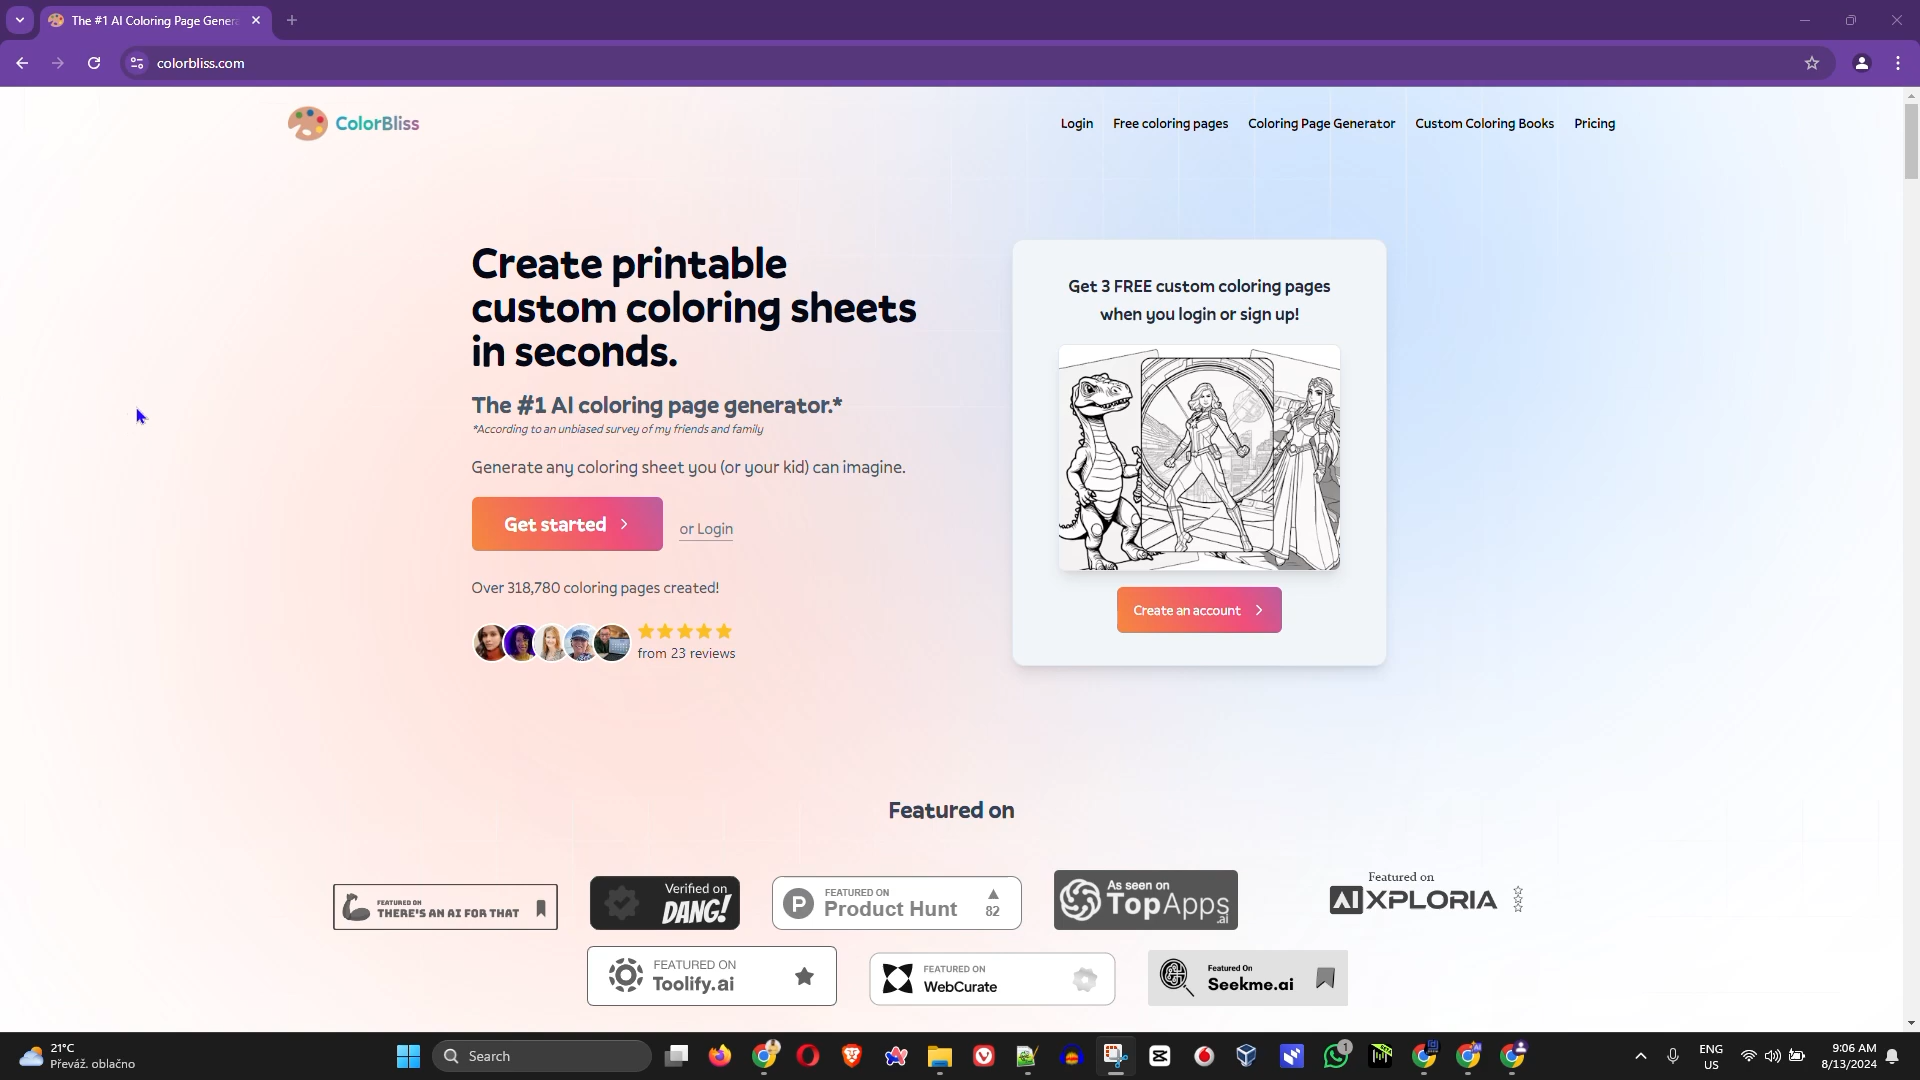 The #1 AI Coloring Page Genera
colorbliss.com
ColorBliss
Login
Free coloring pages
Coloring Page Generator
Custom Coloring Books
Pricing
Create printable
custom coloring sheets
in seconds.
The #1 AI coloring page generator.*
*According to an unbiased survey of my friends and family
Generate any coloring sheet you (or your kid) can imagine.
Get started
or Login
Over 318,780 coloring pages created!
from 23 reviews
Get 3 FREE custom coloring pages
when you login or sign up!
Create an account
Featured on
FEATURED ON
THERE'S AN AI FOR THAT
Verified on
DANG!
FEATURED ON
Product Hunt
82
As seen on
TopApps
.ai
Featured on
AIXPLORIA
FEATURED ON
Toolify.ai
FEATURED ON
WebCurate
Featured On
Seekme.ai
21°C
Převáž. oblačno
Search
1
ENG
US
9:06 AM
8/13/2024